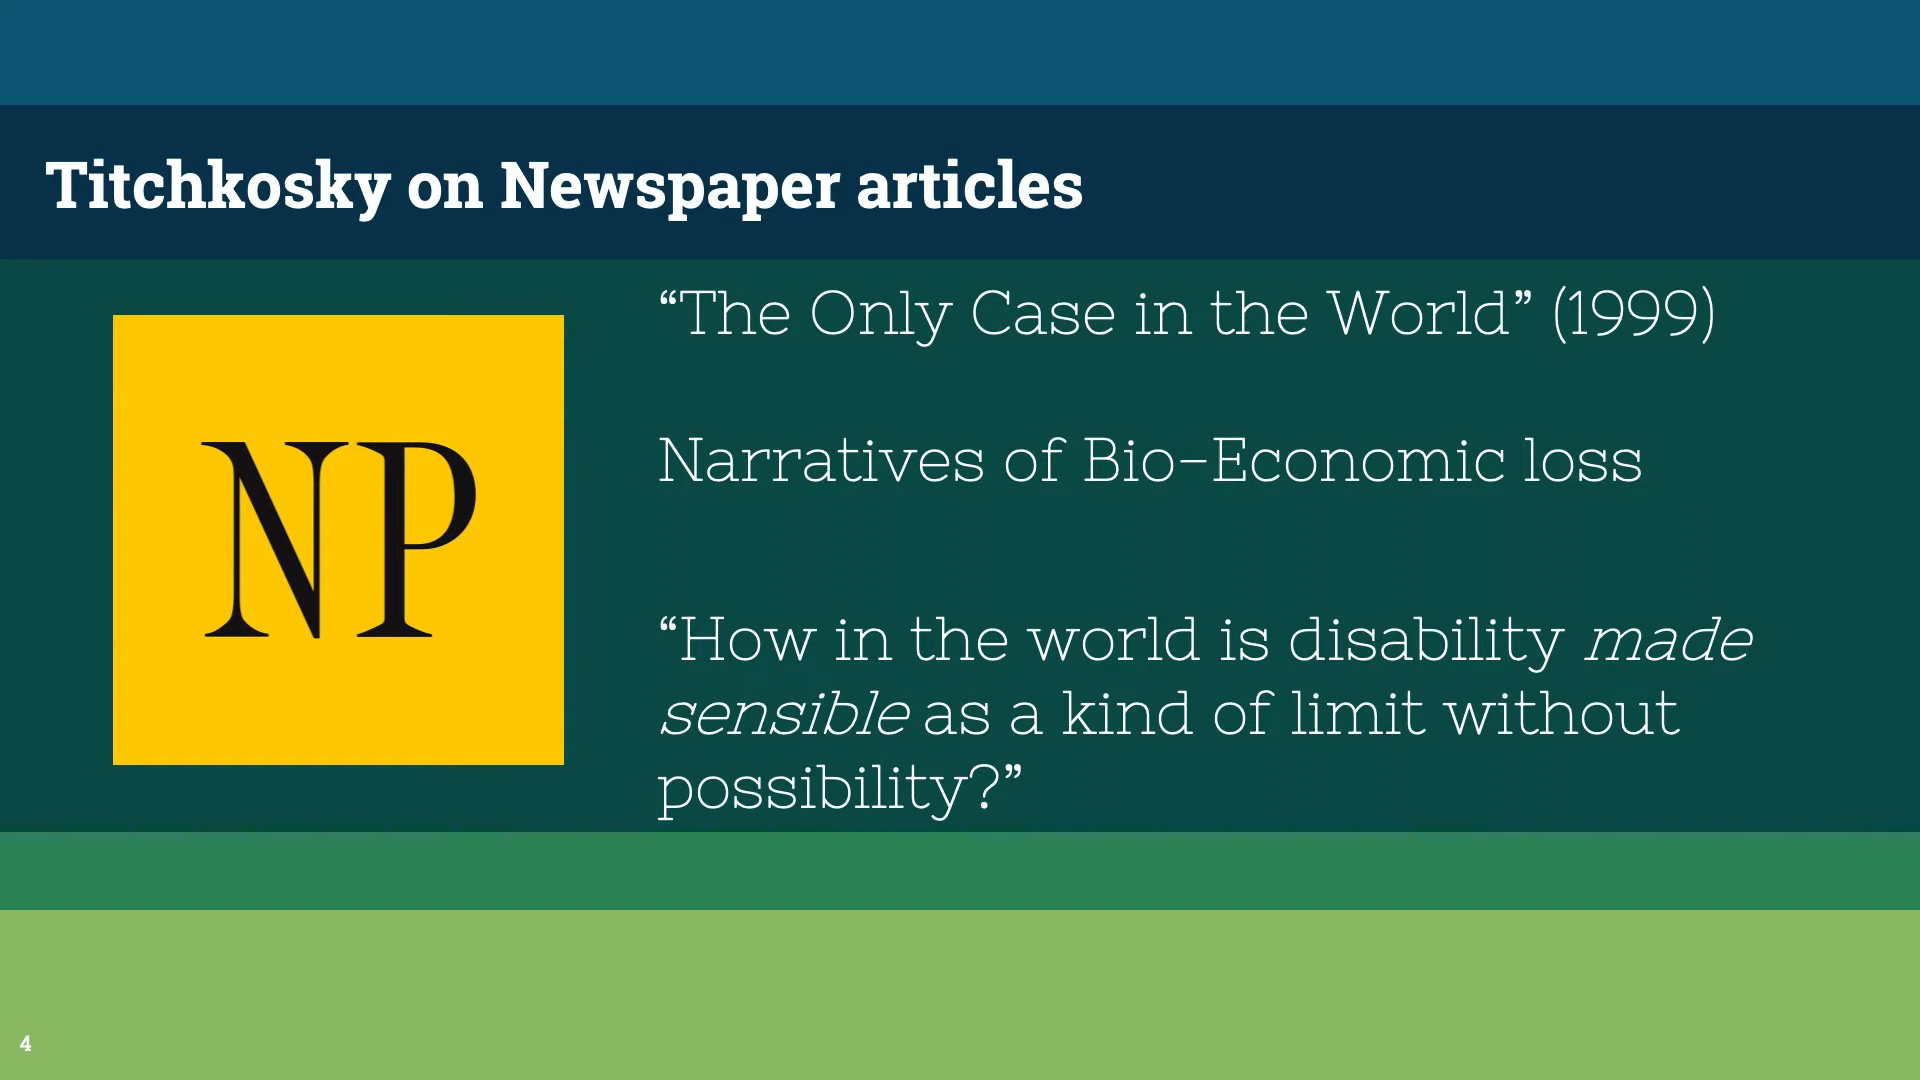 Titchkosky on Newspaper articles
NP
“The Only Case in the World” (1999)
Narratives of Bio-Economic loss
“How in the world is disability made
sensible as a kind of limit without
possibility?”
4